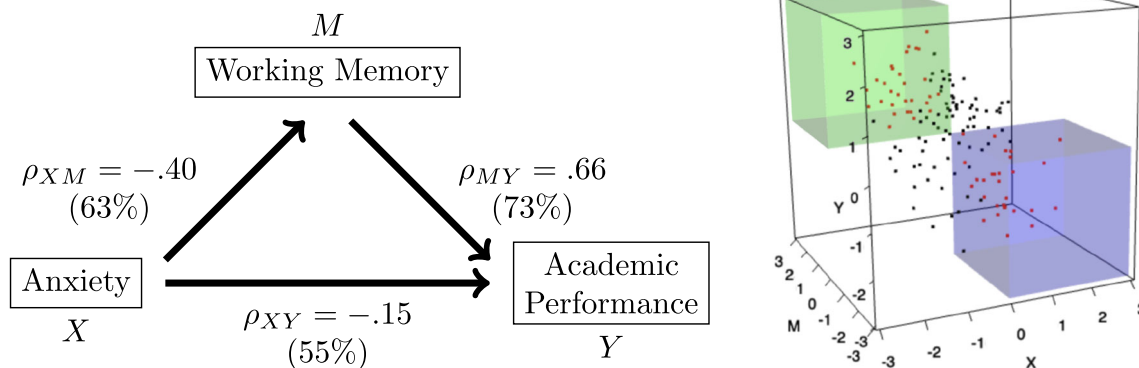 M
Working Memory
ρXM = −.40
(63%)
ρMY = .66
(73%)
Anxiety
X
ρXY = −.15
(55%)
Academic
Performance
Y
3
2
1
0
-1
-2
-3
Y
3
2
1
0
-1
-2
-3
M
-3
-2
-1
0
1
2
X